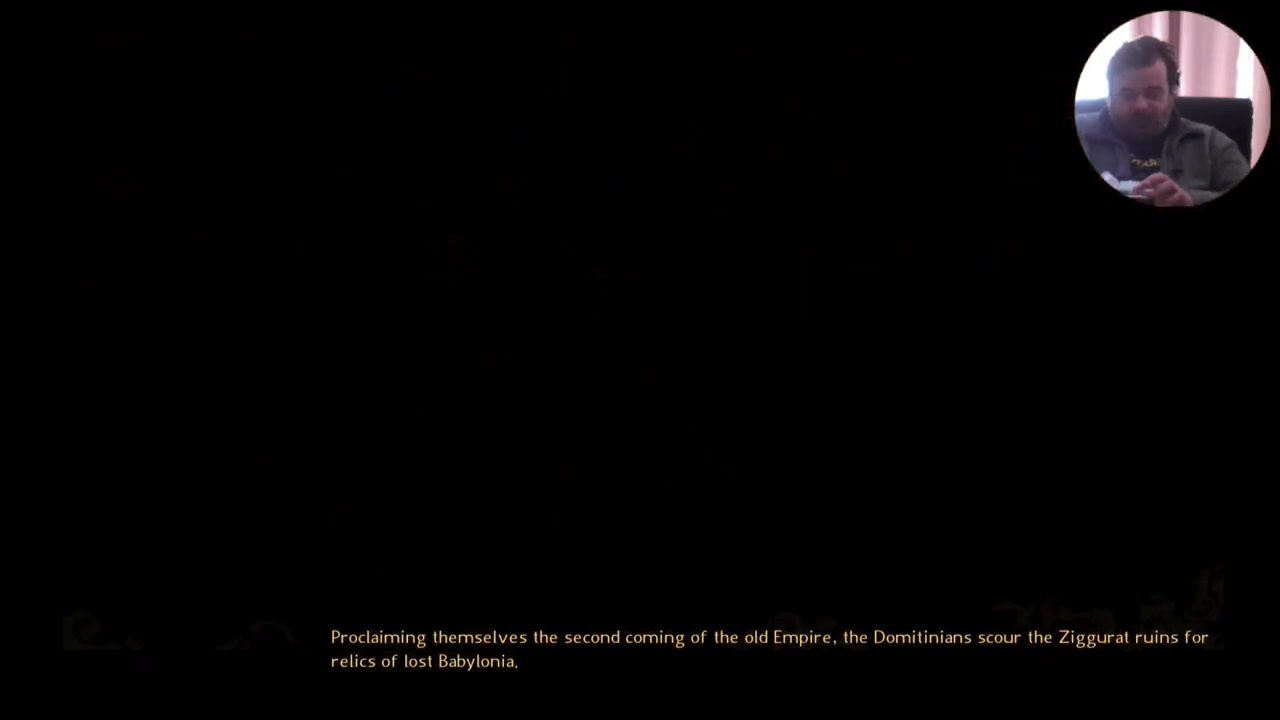 Proclaiming themselves the second coming of the old Empire, the Domitinians scour the Ziggurat ruins for
relics of lost Babylonia.